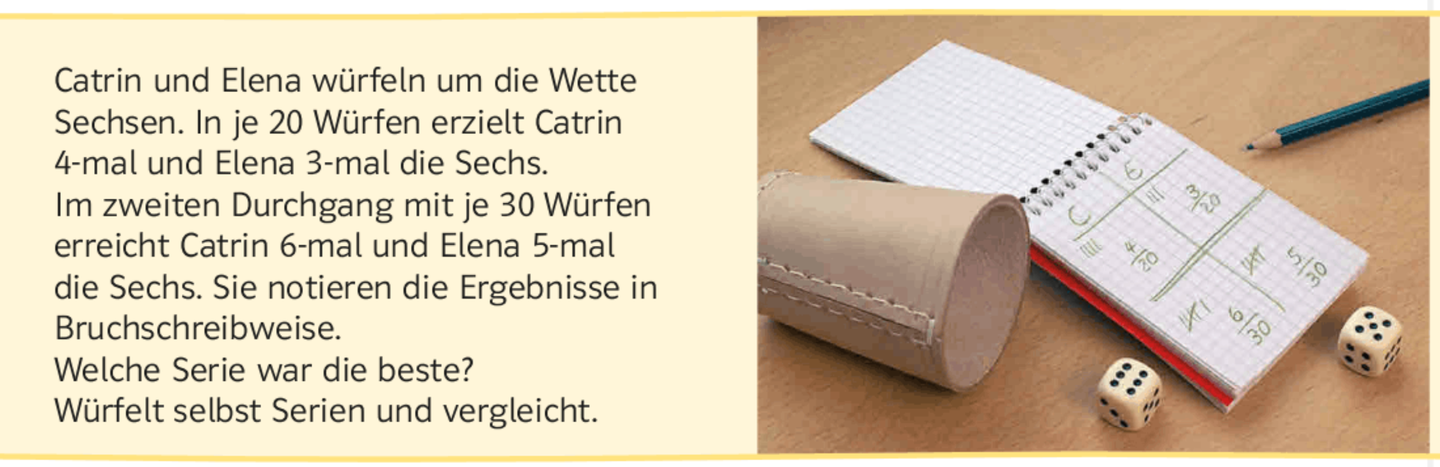 Catrin und Elena würfeln um die Wette
Sechsen. In je 20 Würfen erzielt Catrin
4-mal und Elena 3-mal die Sechs.
Im zweiten Durchgang mit je 30 Würfen
erreicht Catrin 6-mal und Elena 5-mal
die Sechs. Sie notieren die Ergebnisse in
Bruchschreibweise.
Welche Serie war die beste?
Würfelt selbst Serien und vergleicht.
C E
|||| 4/20 ||| 3/20
𝍸| 6/30 𝍸 5/30